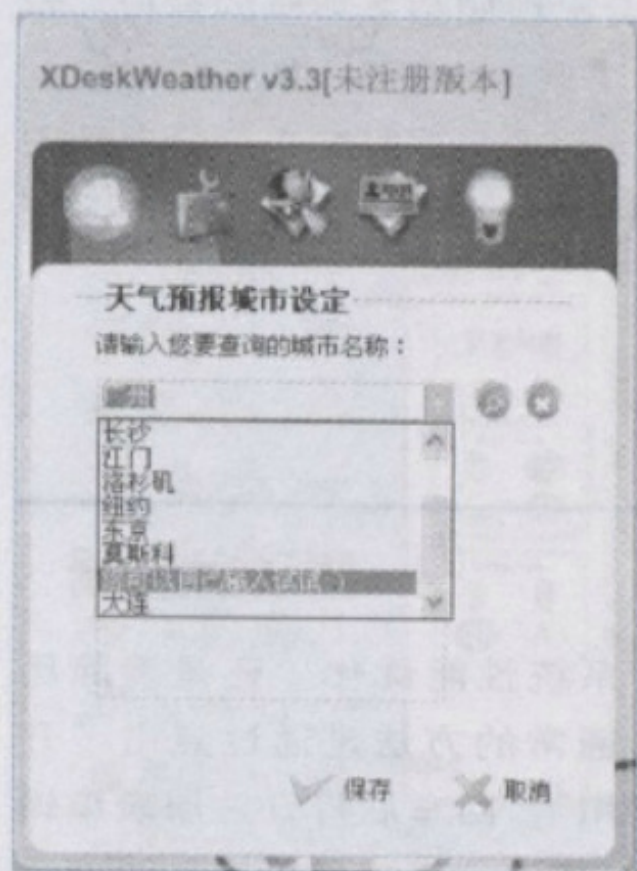 XDeskWeather v3.3[未注册版本]
天气预报城市设定
请输入您要查询的城市名称：
长沙
江门
洛杉矶
纽约
东京
莫斯科
大连
保存
取消